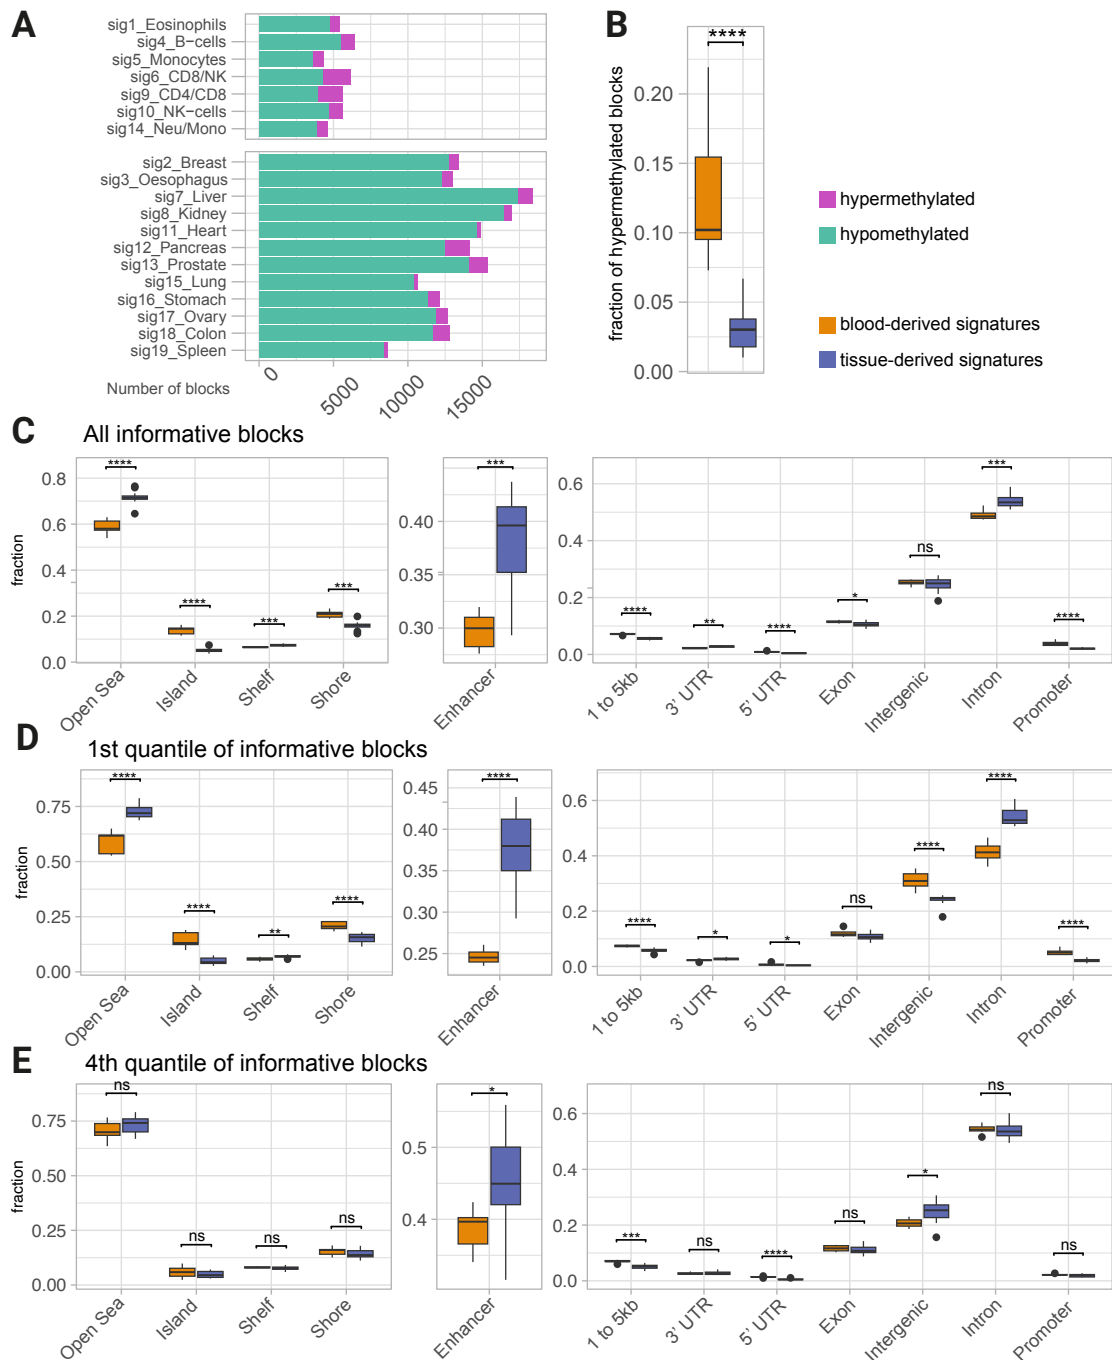 A
sig1_Eosinophils
sig4_B−cells
sig5_Monocytes
sig6_CD8/NK
sig9_CD4/CD8
sig10_NK−cells
sig14_Neu/Mono
sig2_Breast
sig3_Oesophagus
sig7_Liver
sig8_Kidney
sig11_Heart
sig12_Pancreas
sig13_Prostate
sig15_Lung
sig16_Stomach
sig17_Ovary
sig18_Colon
sig19_Spleen
Number of blocks
0
5000
10000
15000
B
fraction of hypermethylated blocks
****
0.20
0.15
0.10
0.05
0.00
hypermethylated
hypomethylated
blood-derived signatures
tissue-derived signatures
C
All informative blocks
fraction
0.8
0.6
0.4
0.2
0.0
****
****
***
***
Open Sea
Island
Shelf
Shore
0.40
0.35
0.30
***
Enhancer
0.6
0.4
0.2
0.0
****
**
****
*
ns
***
****
1 to 5kb
3' UTR
5' UTR
Exon
Intergenic
Intron
Promoter
D
1st quantile of informative blocks
fraction
0.75
0.50
0.25
0.00
****
****
**
****
Open Sea
Island
Shelf
Shore
0.45
0.40
0.35
0.30
0.25
****
Enhancer
0.6
0.4
0.2
0.0
****
*
*
ns
****
****
****
1 to 5kb
3' UTR
5' UTR
Exon
Intergenic
Intron
Promoter
E
4th quantile of informative blocks
fraction
0.75
0.50
0.25
0.00
ns
ns
ns
ns
Open Sea
Island
Shelf
Shore
0.5
0.4
*
Enhancer
0.6
0.4
0.2
0.0
***
ns
****
ns
*
ns
ns
1 to 5kb
3' UTR
5' UTR
Exon
Intergenic
Intron
Promoter